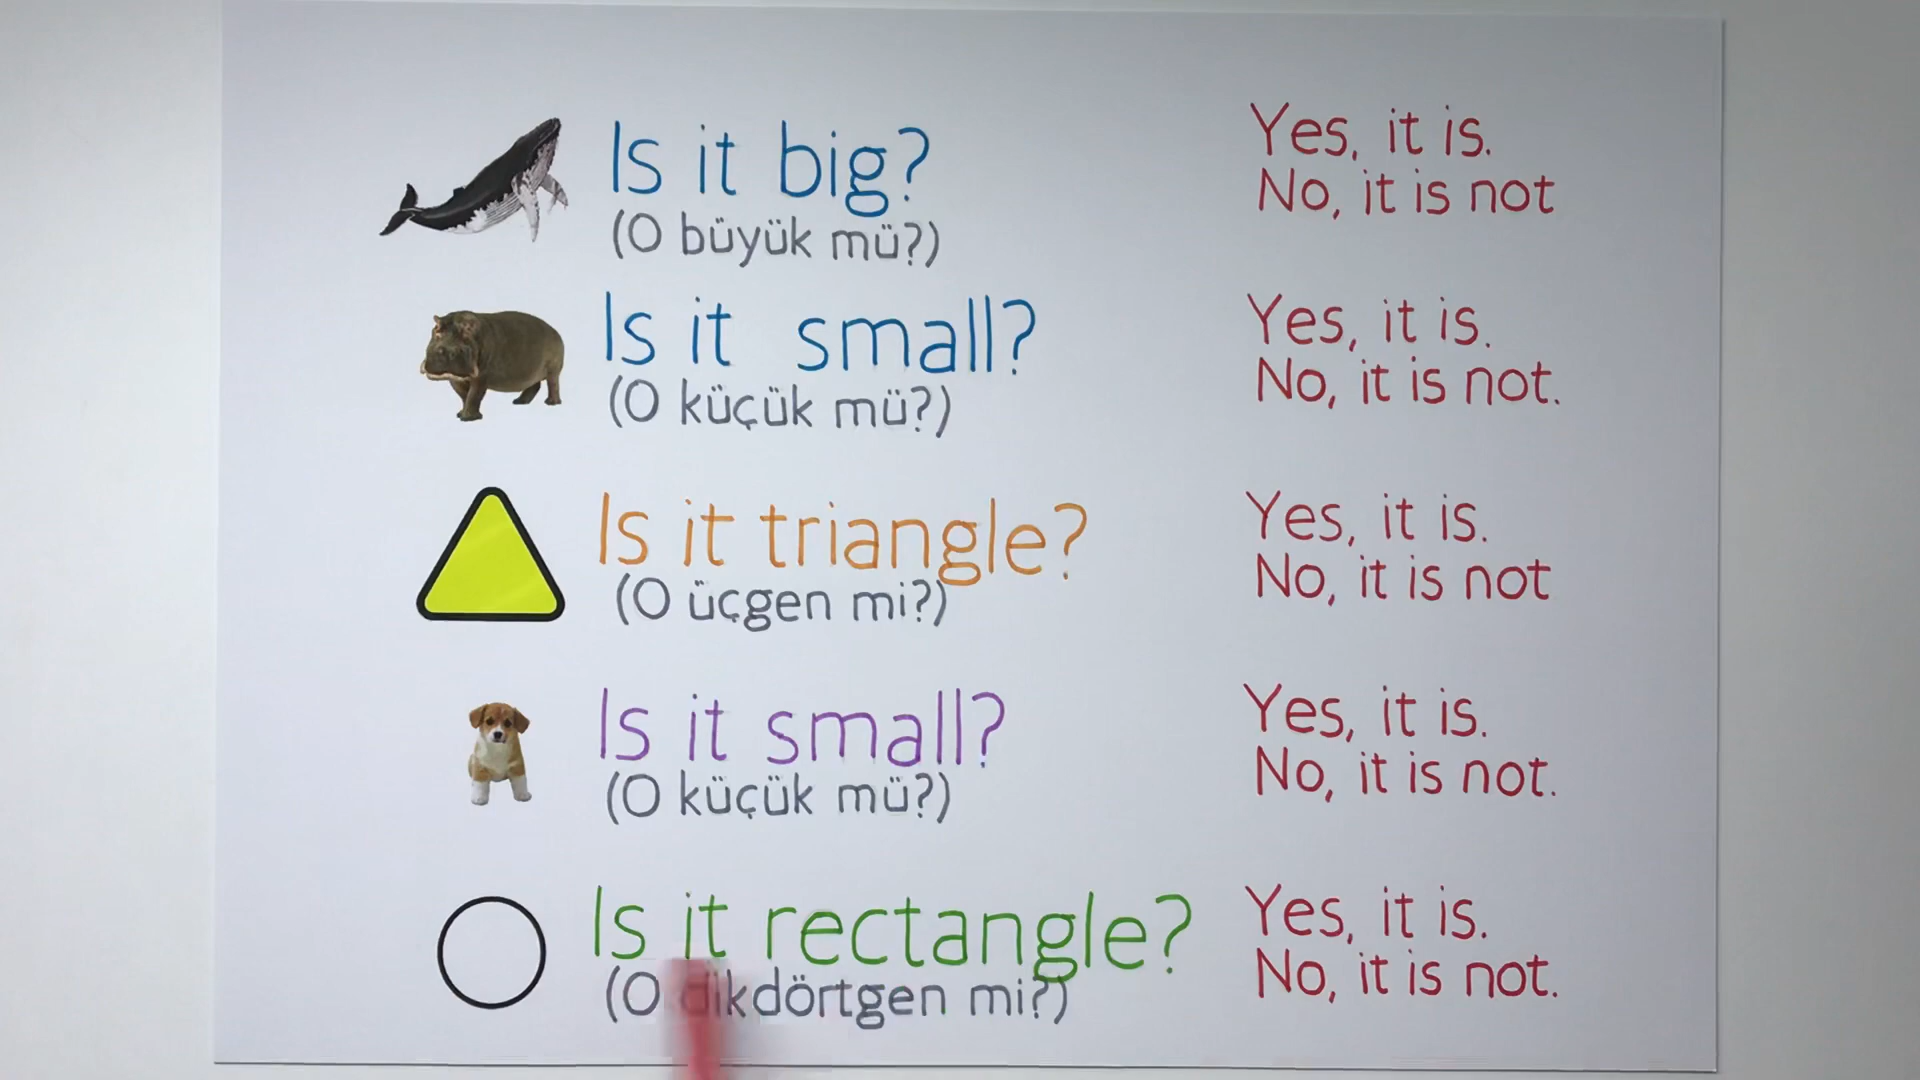 Is it big?
(O büyük mü?)
Yes, it is.
No, it is not
Is it small?
(O küçük mü?)
Yes, it is.
No, it is not.
Is it triangle?
(O üçgen mi?)
Yes, it is.
No, it is not
Is it small?
(O küçük mü?)
Yes, it is.
No, it is not.
Is it rectangle?
(O dikdörtgen mi?)
Yes, it is.
No, it is not.